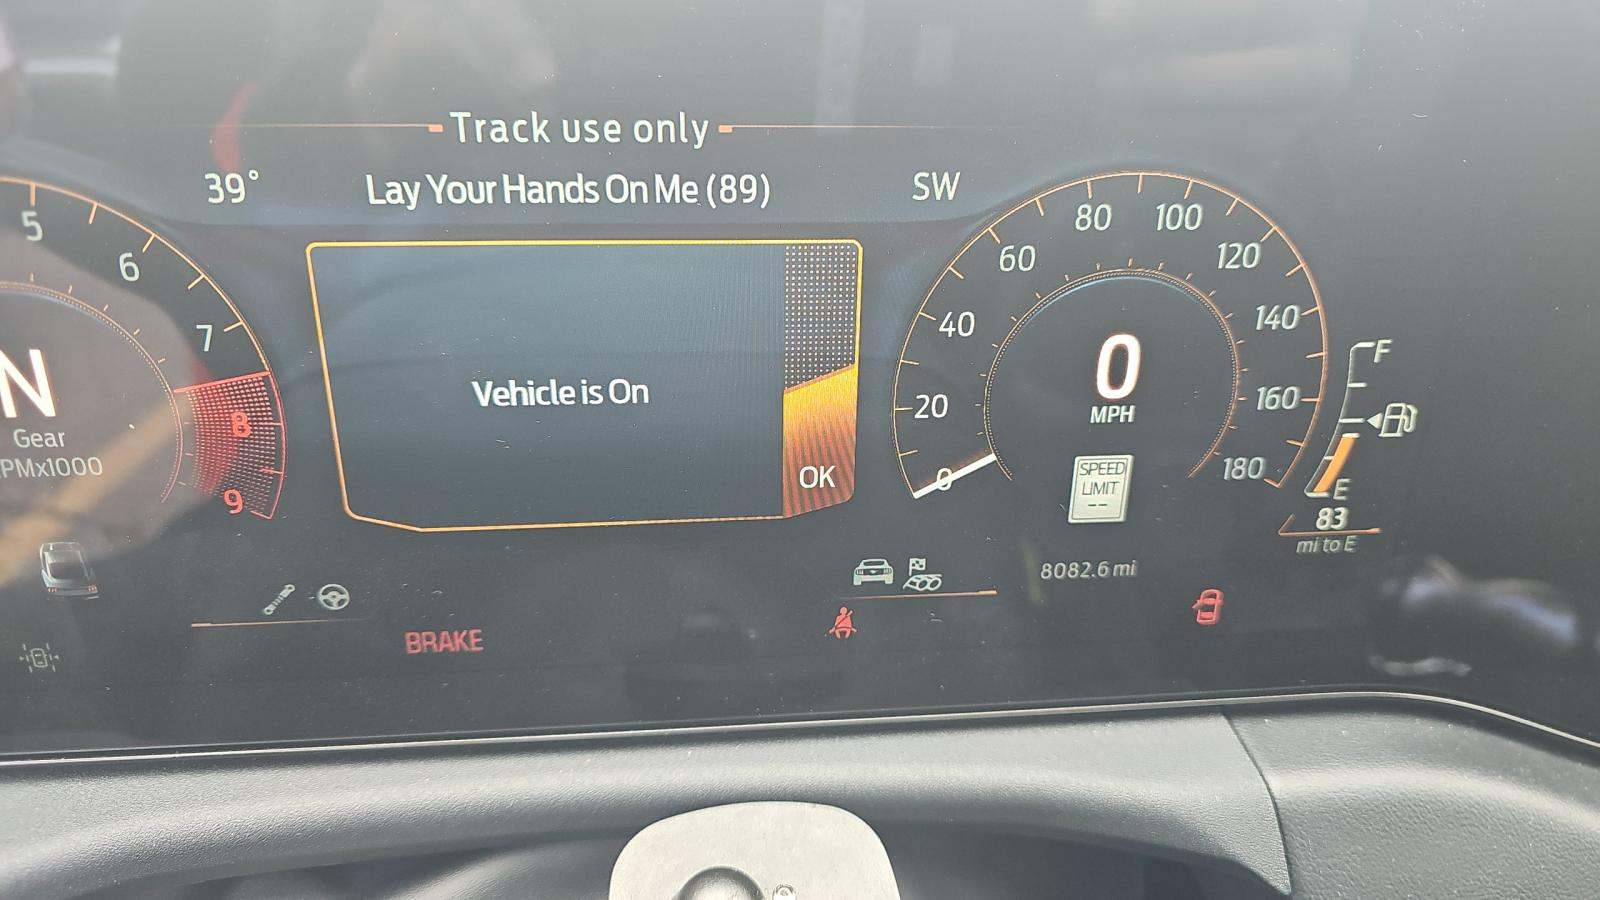 Track use only
39°
Lay Your Hands On Me (89)
SW
5
6
7
8
9
N
Gear
PMx1000
Vehicle is On
OK
0
20
40
60
80
100
120
140
160
180
0
MPH
SPEED
LIMIT
--
F
E
83
mi to E
8082.6 mi
BRAKE